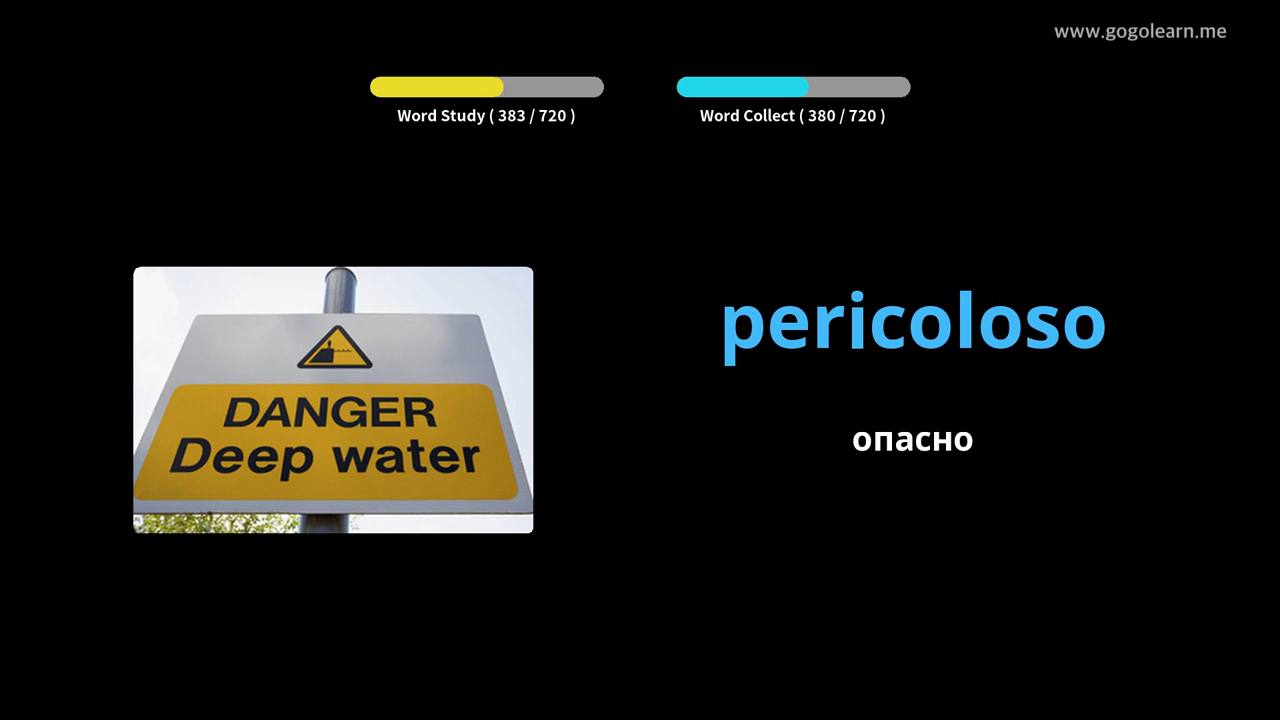 www.gogolearn.me
Word Study ( 383 / 720 )
Word Collect ( 380 / 720 )
DANGER
Deep water
pericoloso
опасно